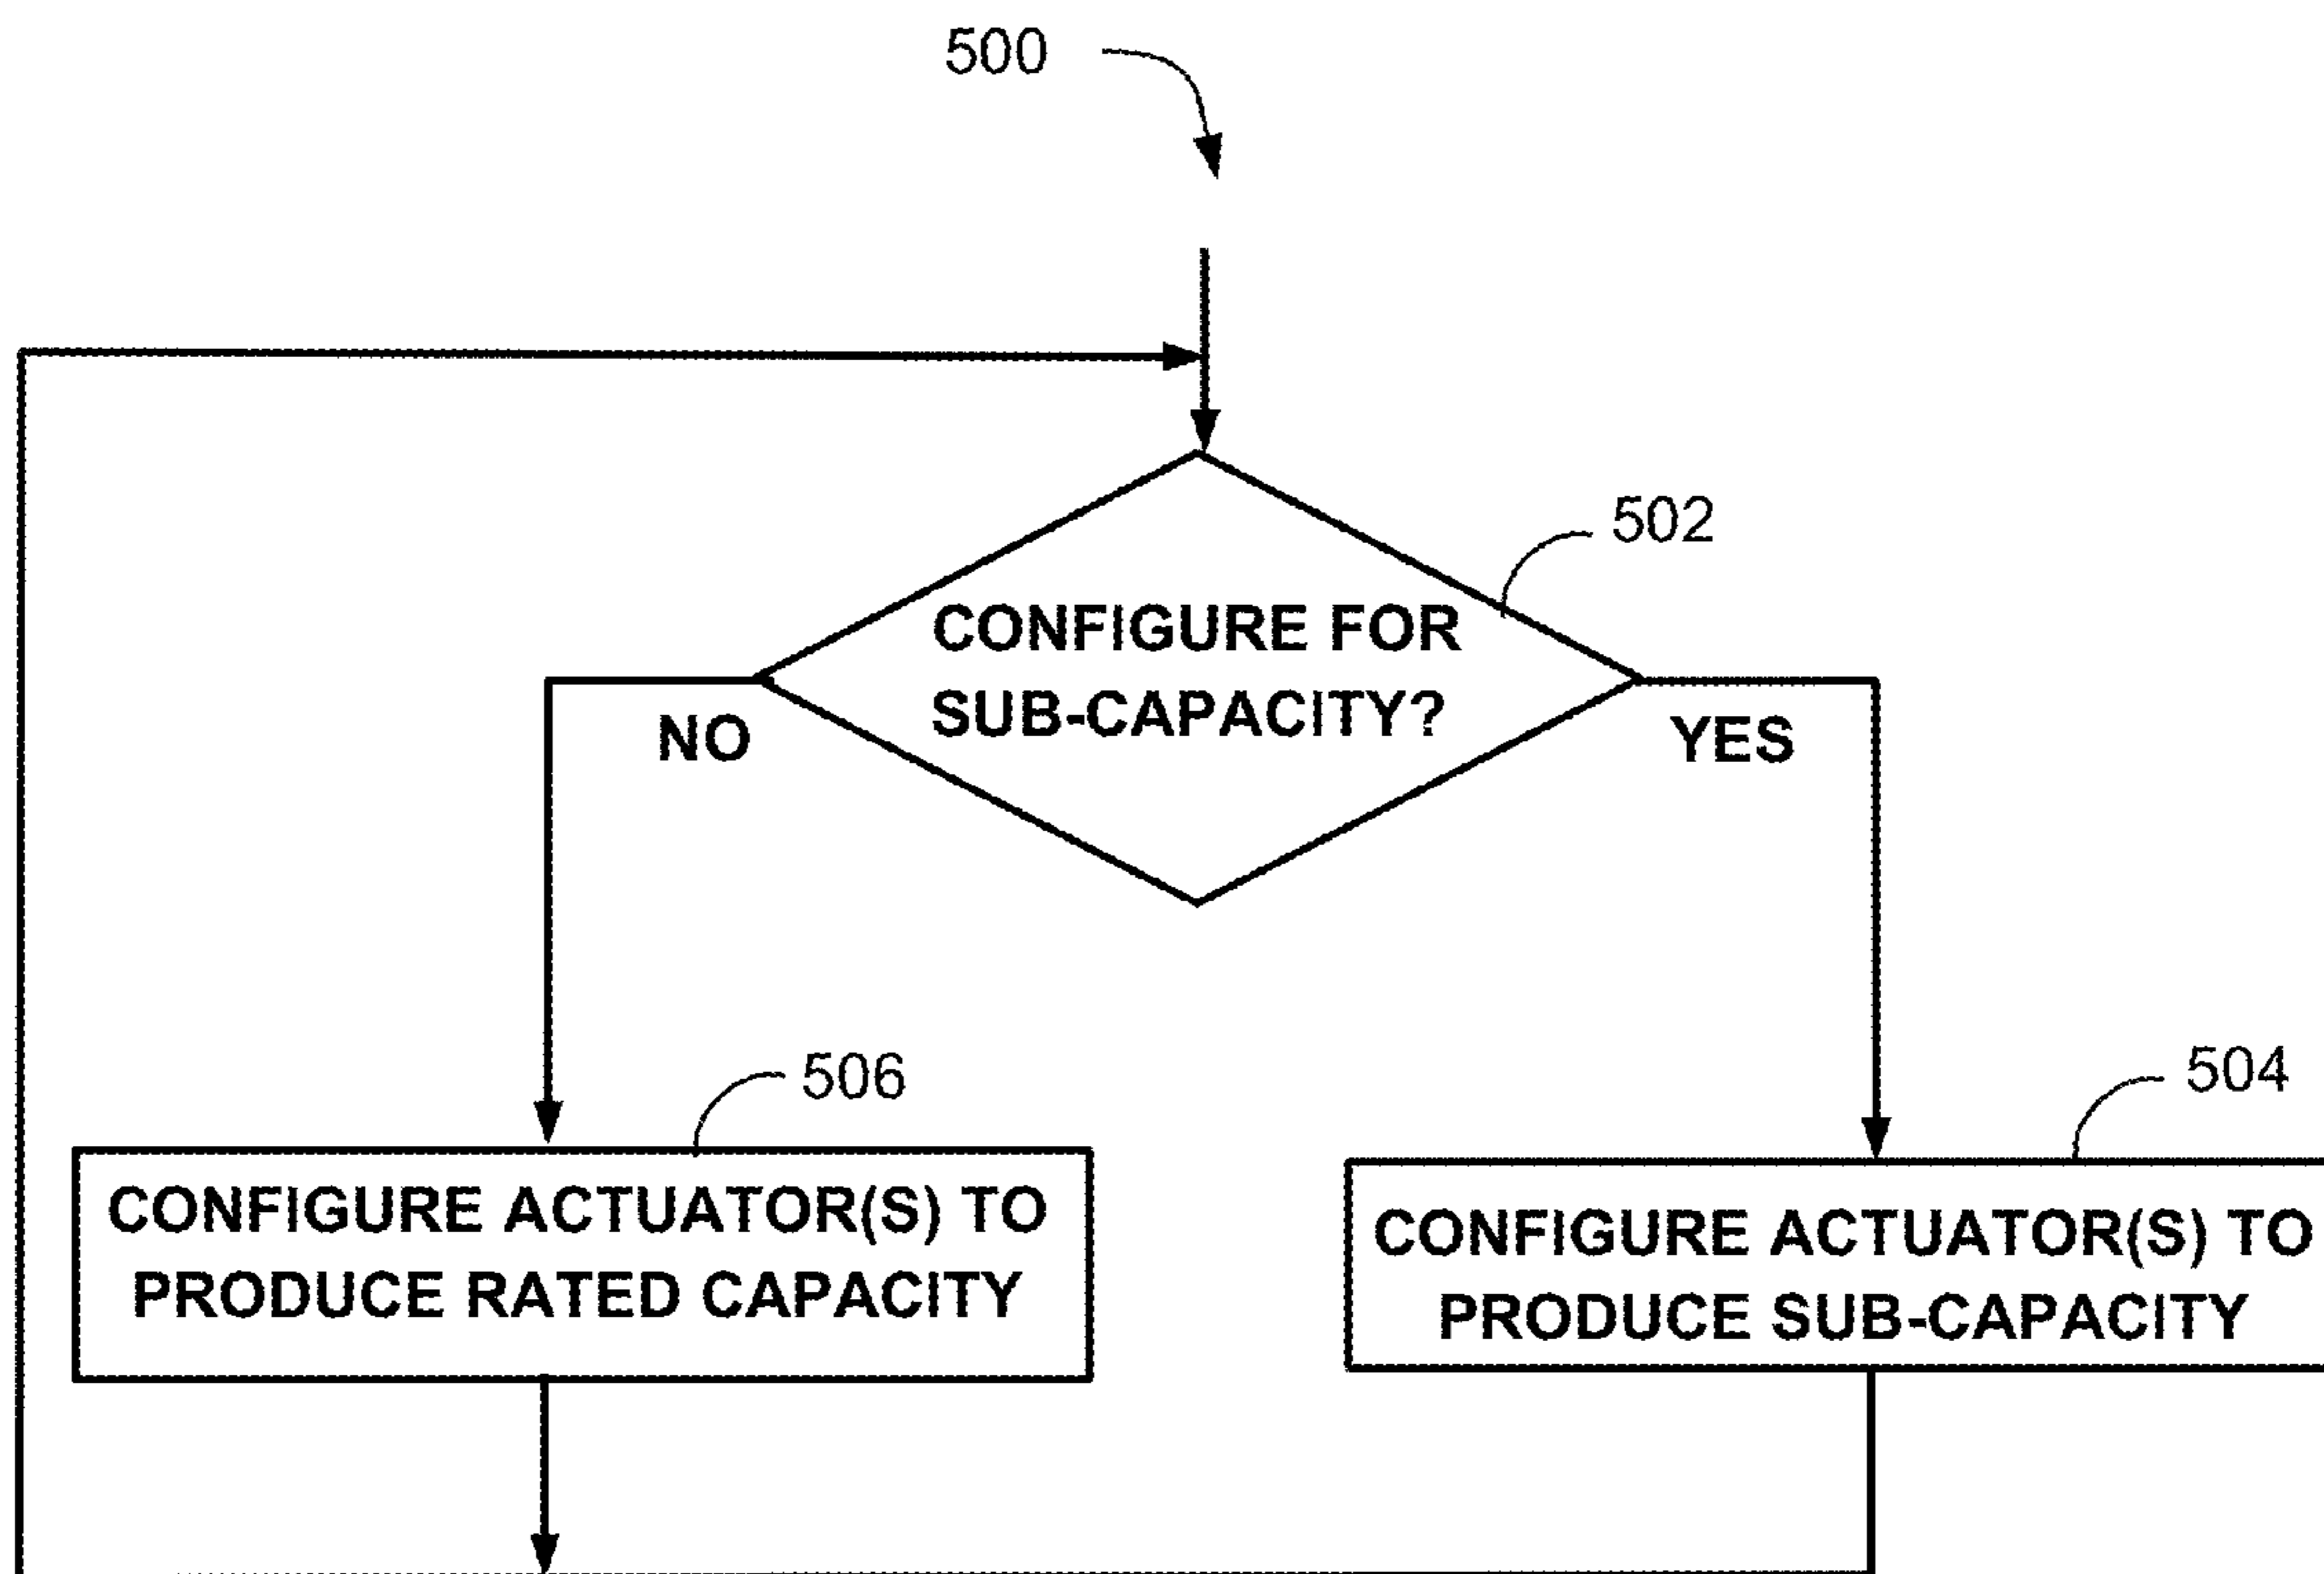 500
502
CONFIGURE FOR
SUB-CAPACITY?
NO
YES
506
504
CONFIGURE ACTUATOR(S) TO
PRODUCE RATED CAPACITY
CONFIGURE ACTUATOR(S) TO
PRODUCE SUB-CAPACITY